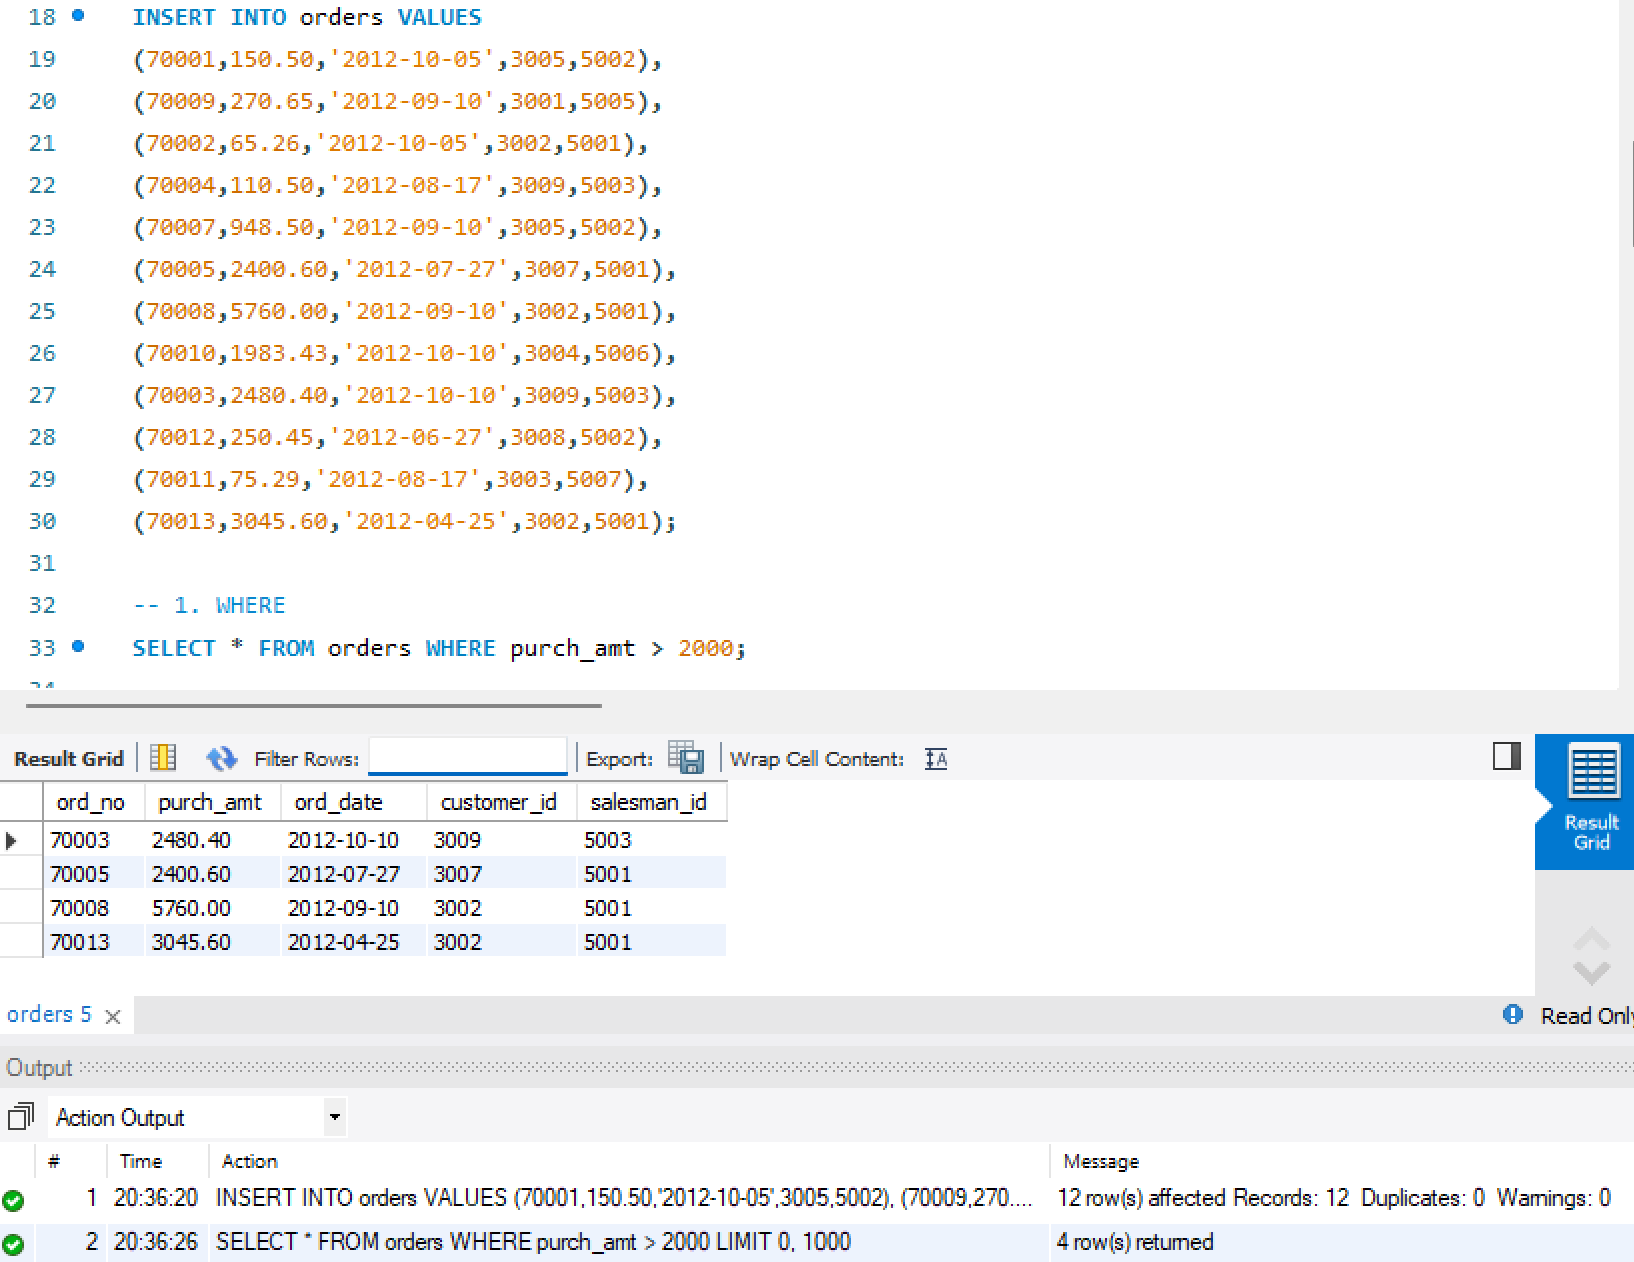 18 INSERT INTO orders VALUES
19 (70001,150.50,'2012-10-05',3005,5002),
20 (70009,270.65,'2012-09-10',3001,5005),
21 (70002,65.26,'2012-10-05',3002,5001),
22 (70004,110.50,'2012-08-17',3009,5003),
23 (70007,948.50,'2012-09-10',3005,5002),
24 (70005,2400.60,'2012-07-27',3007,5001),
25 (70008,5760.00,'2012-09-10',3002,5001),
26 (70010,1983.43,'2012-10-10',3004,5006),
27 (70003,2480.40,'2012-10-10',3009,5003),
28 (70012,250.45,'2012-06-27',3008,5002),
29 (70011,75.29,'2012-08-17',3003,5007),
30 (70013,3045.60,'2012-04-25',3002,5001);
31
32 -- 1. WHERE
33 SELECT * FROM orders WHERE purch_amt > 2000;
Result Grid Filter Rows: Export: Wrap Cell Content:
ord_no purch_amt ord_date customer_id salesman_id
70003 2480.40 2012-10-10 3009 5003
70005 2400.60 2012-07-27 3007 5001
70008 5760.00 2012-09-10 3002 5001
70013 3045.60 2012-04-25 3002 5001
Result
Grid
orders 5 Read Only
Output
Action Output
# Time Action Message
1 20:36:20 INSERT INTO orders VALUES (70001,150.50,'2012-10-05',3005,5002), (70009,270.... 12 row(s) affected Records: 12 Duplicates: 0 Warnings: 0
2 20:36:26 SELECT * FROM orders WHERE purch_amt > 2000 LIMIT 0, 1000 4 row(s) returned